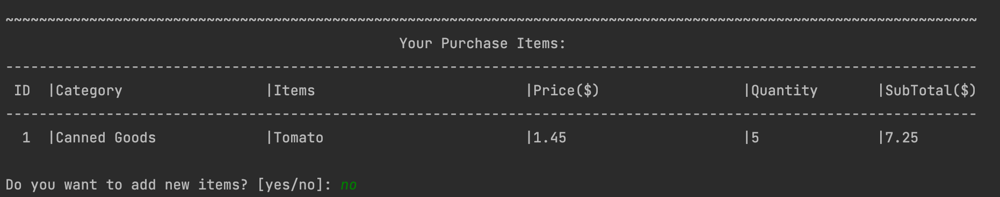 ~~~~~~~~~~~~~~~~~~~~~~~~~~~~~~~~~~~~~~~~~~~~~~~~~~~~~~~~~~~~~~~~~~~~~~~~~~~~~~~~~~~~~~~~~~~~~~~~~~~~~~~~~~~~~~~~~~~~
Your Purchase Items:
--------------------------------------------------------------------------------------------------------------------
ID |Category |Items |Price($) |Quantity |SubTotal($)
--------------------------------------------------------------------------------------------------------------------
1 |Canned Goods |Tomato |1.45 |5 |7.25
Do you want to add new items? [yes/no]: no